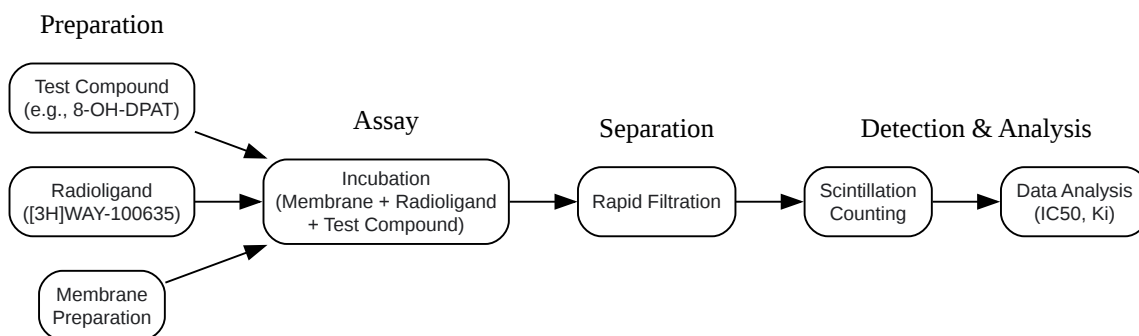 Preparation
Test Compound
(e.g., 8-OH-DPAT)
Radioligand
([3H]WAY-100635)
Membrane
Preparation
Assay
Incubation
(Membrane + Radioligand
+ Test Compound)
Separation
Rapid Filtration
Detection & Analysis
Scintillation
Counting
Data Analysis
(IC50, Ki)